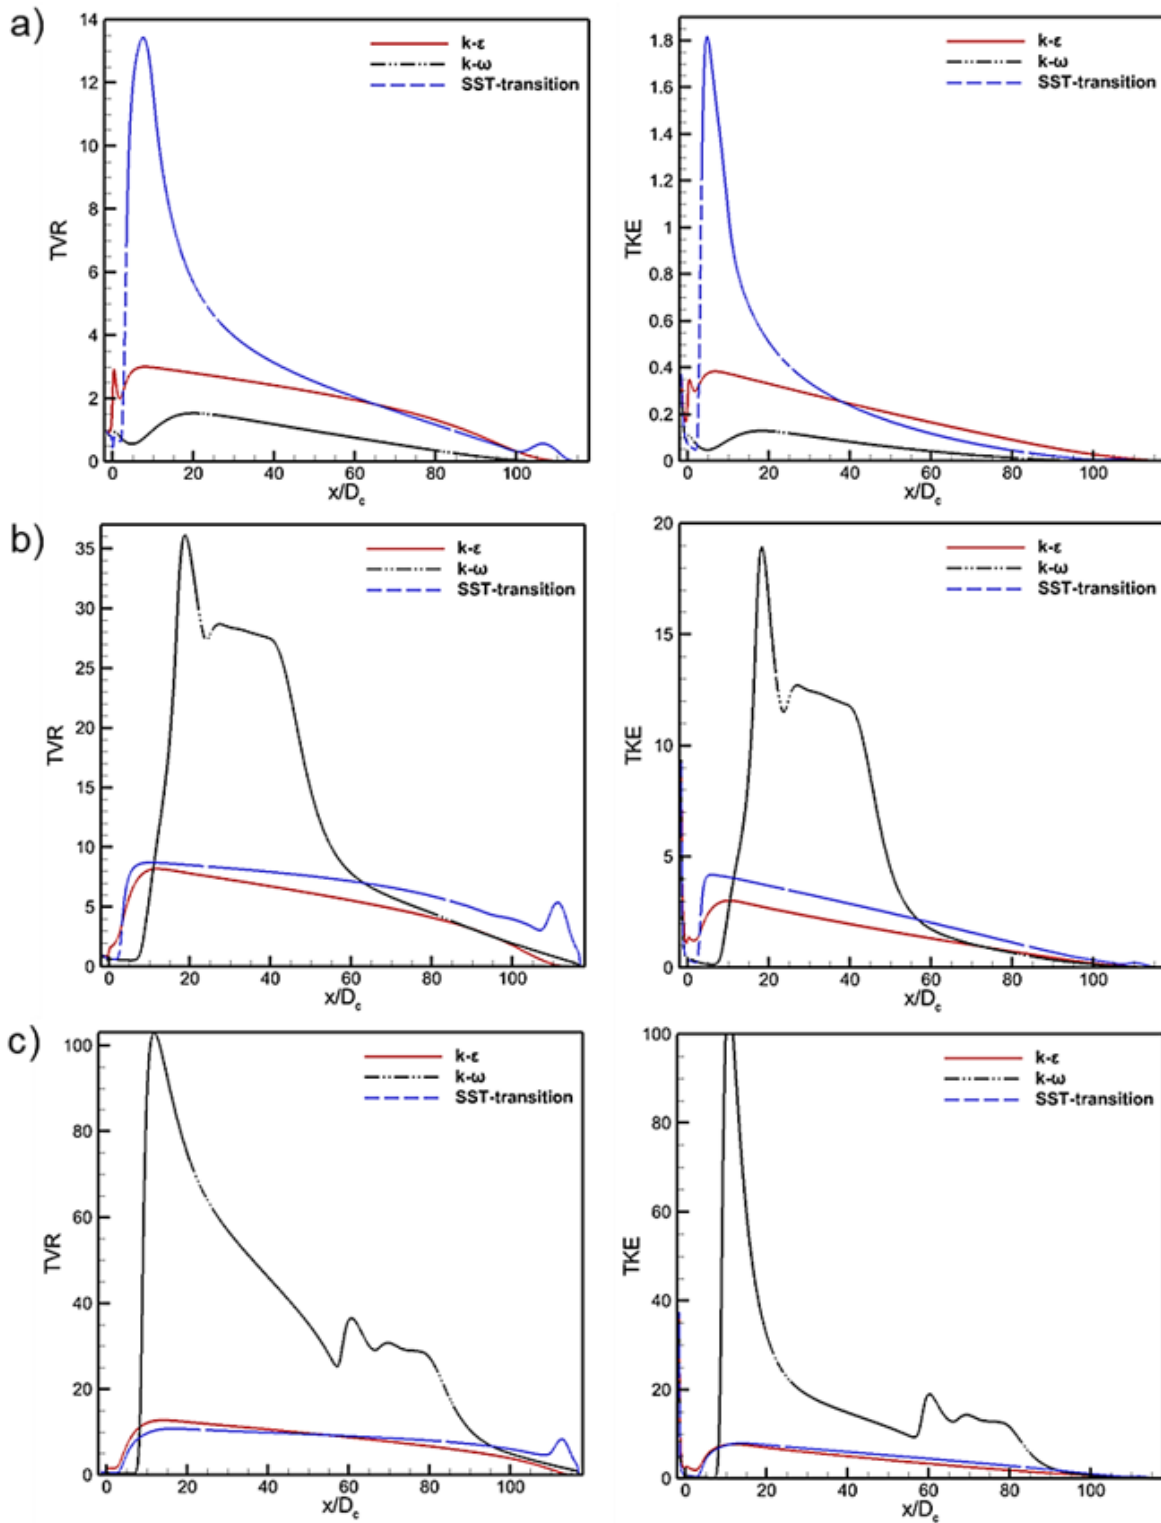 a)
14
12
10
8
6
4
2
0
TVR
0
20
40
60
80
100
x/Dc
k-ε
k-ω
SST-transition
1.8
1.6
1.4
1.2
1
0.8
0.6
0.4
0.2
0
TKE
0
20
40
60
80
100
x/Dc
k-ε
k-ω
SST-transition
b)
35
30
25
20
15
10
5
0
TVR
0
20
40
60
80
100
x/Dc
k-ε
k-ω
SST-transition
20
15
10
5
0
TKE
0
20
40
60
80
100
x/Dc
k-ε
k-ω
SST-transition
c)
100
80
60
40
20
0
TVR
0
20
40
60
80
100
x/Dc
k-ε
k-ω
SST-transition
100
80
60
40
20
0
TKE
0
20
40
60
80
100
x/Dc
k-ε
k-ω
SST-transition